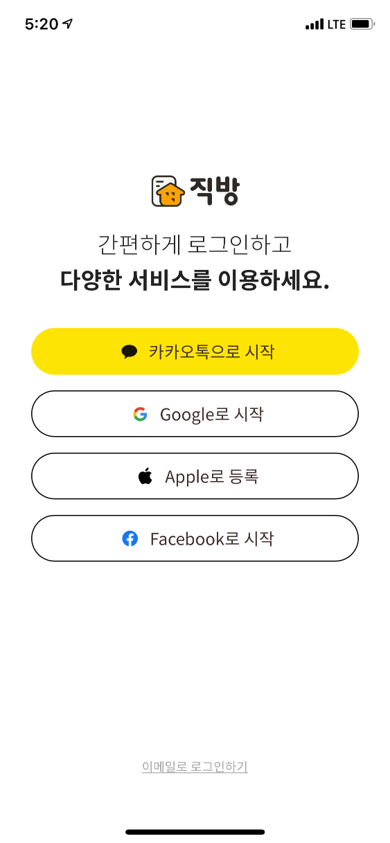 5:20
LTE
직방
간편하게 로그인하고
다양한 서비스를 이용하세요.
카카오톡으로 시작
Google로 시작
Apple로 등록
Facebook로 시작
이메일로 로그인하기